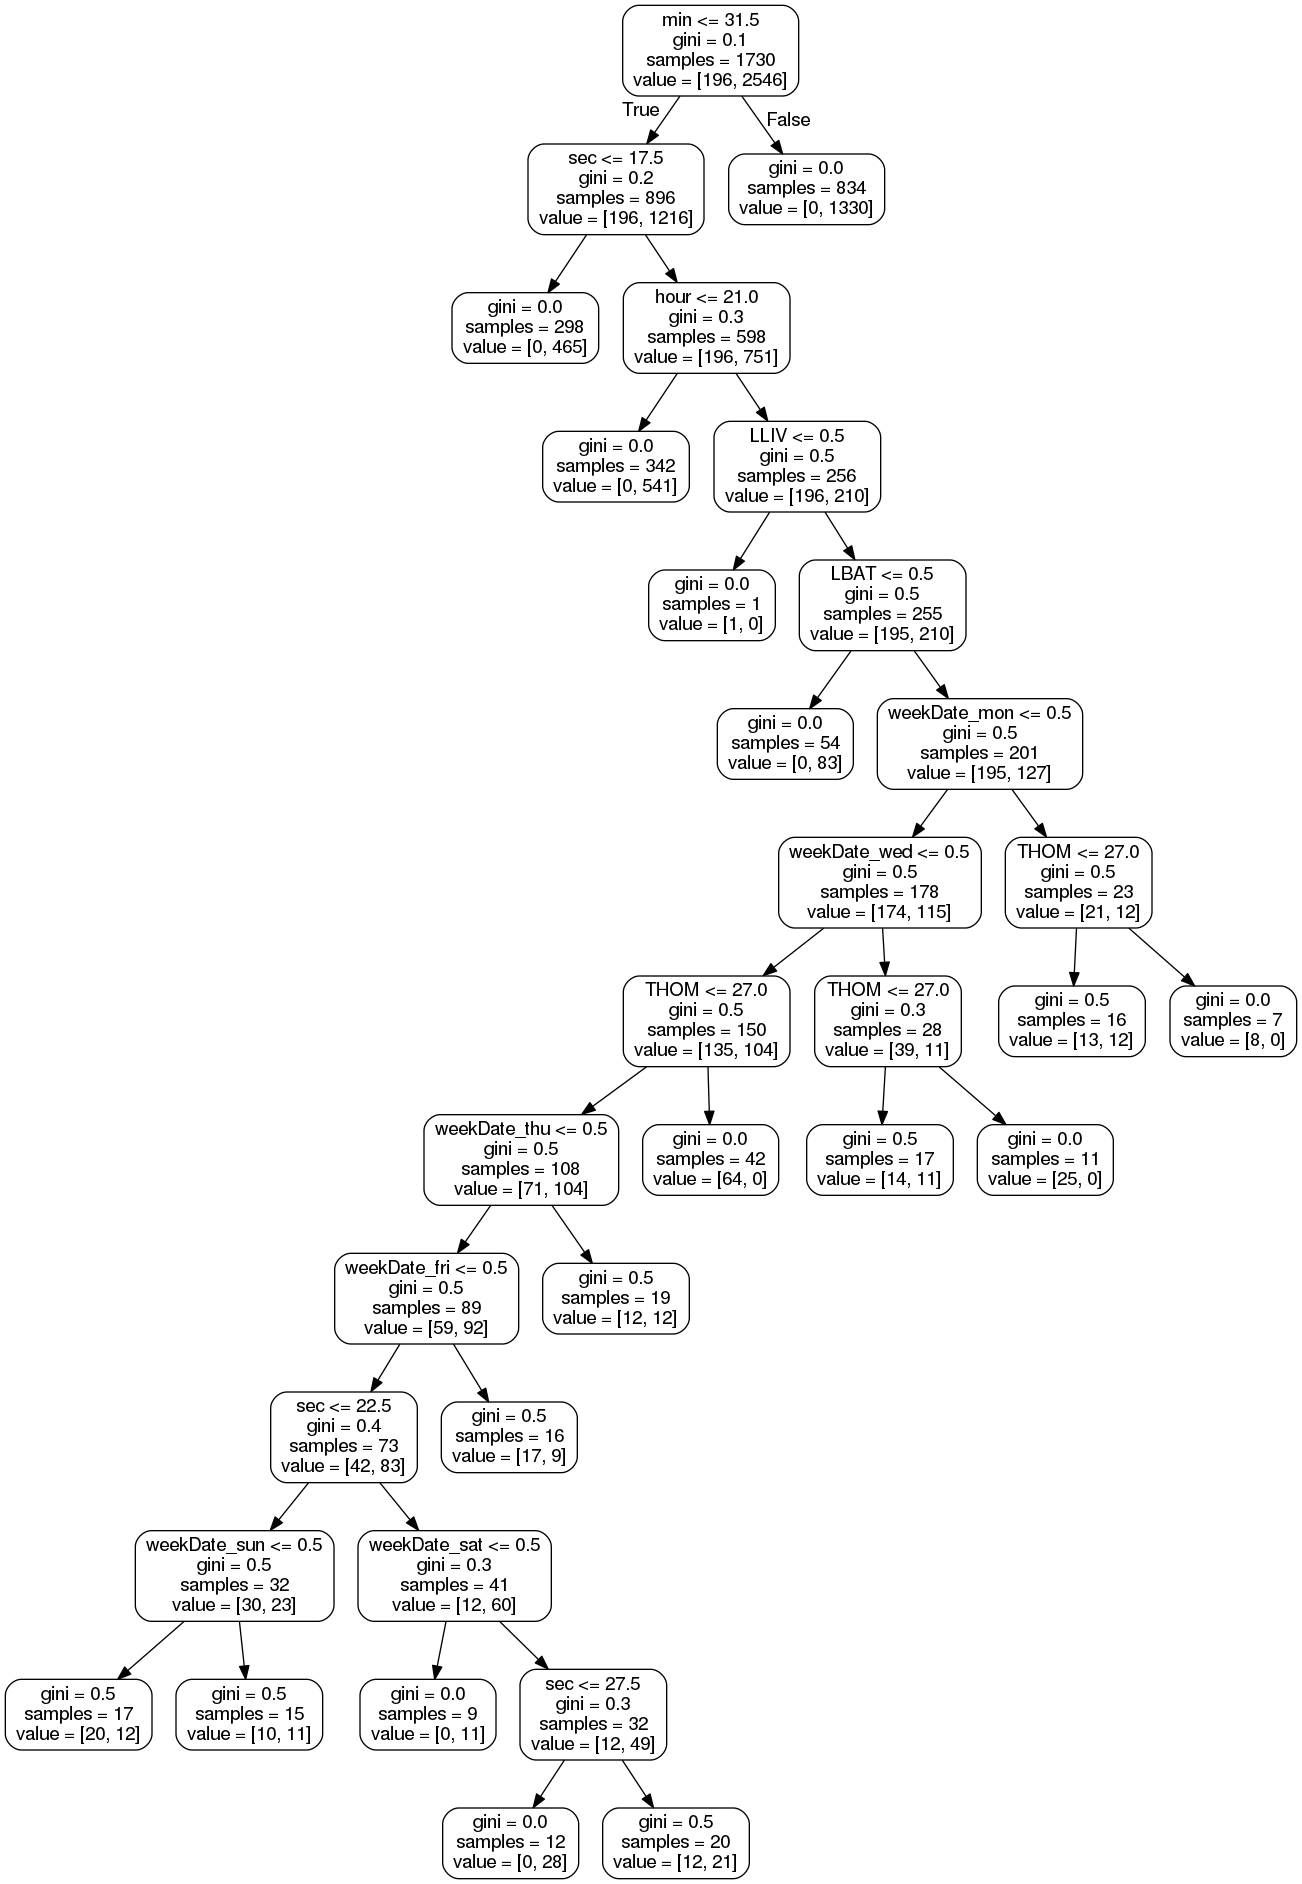 min <= 31.5
gini = 0.1
samples = 1730
value = [196, 2546]
True
False
sec <= 17.5
gini = 0.2
samples = 896
value = [196, 1216]
gini = 0.0
samples = 834
value = [0, 1330]
gini = 0.0
samples = 298
value = [0, 465]
hour <= 21.0
gini = 0.3
samples = 598
value = [196, 751]
gini = 0.0
samples = 342
value = [0, 541]
LLIV <= 0.5
gini = 0.5
samples = 256
value = [196, 210]
gini = 0.0
samples = 1
value = [1, 0]
LBAT <= 0.5
gini = 0.5
samples = 255
value = [195, 210]
gini = 0.0
samples = 54
value = [0, 83]
weekDate_mon <= 0.5
gini = 0.5
samples = 201
value = [195, 127]
weekDate_wed <= 0.5
gini = 0.5
samples = 178
value = [174, 115]
THOM <= 27.0
gini = 0.5
samples = 23
value = [21, 12]
THOM <= 27.0
gini = 0.5
samples = 150
value = [135, 104]
THOM <= 27.0
gini = 0.3
samples = 28
value = [39, 11]
gini = 0.5
samples = 16
value = [13, 12]
gini = 0.0
samples = 7
value = [8, 0]
weekDate_thu <= 0.5
gini = 0.5
samples = 108
value = [71, 104]
gini = 0.0
samples = 42
value = [64, 0]
gini = 0.5
samples = 17
value = [14, 11]
gini = 0.0
samples = 11
value = [25, 0]
weekDate_fri <= 0.5
gini = 0.5
samples = 89
value = [59, 92]
gini = 0.5
samples = 19
value = [12, 12]
sec <= 22.5
gini = 0.4
samples = 73
value = [42, 83]
gini = 0.5
samples = 16
value = [17, 9]
weekDate_sun <= 0.5
gini = 0.5
samples = 32
value = [30, 23]
weekDate_sat <= 0.5
gini = 0.3
samples = 41
value = [12, 60]
gini = 0.5
samples = 17
value = [20, 12]
gini = 0.5
samples = 15
value = [10, 11]
gini = 0.0
samples = 9
value = [0, 11]
sec <= 27.5
gini = 0.3
samples = 32
value = [12, 49]
gini = 0.0
samples = 12
value = [0, 28]
gini = 0.5
samples = 20
value = [12, 21]